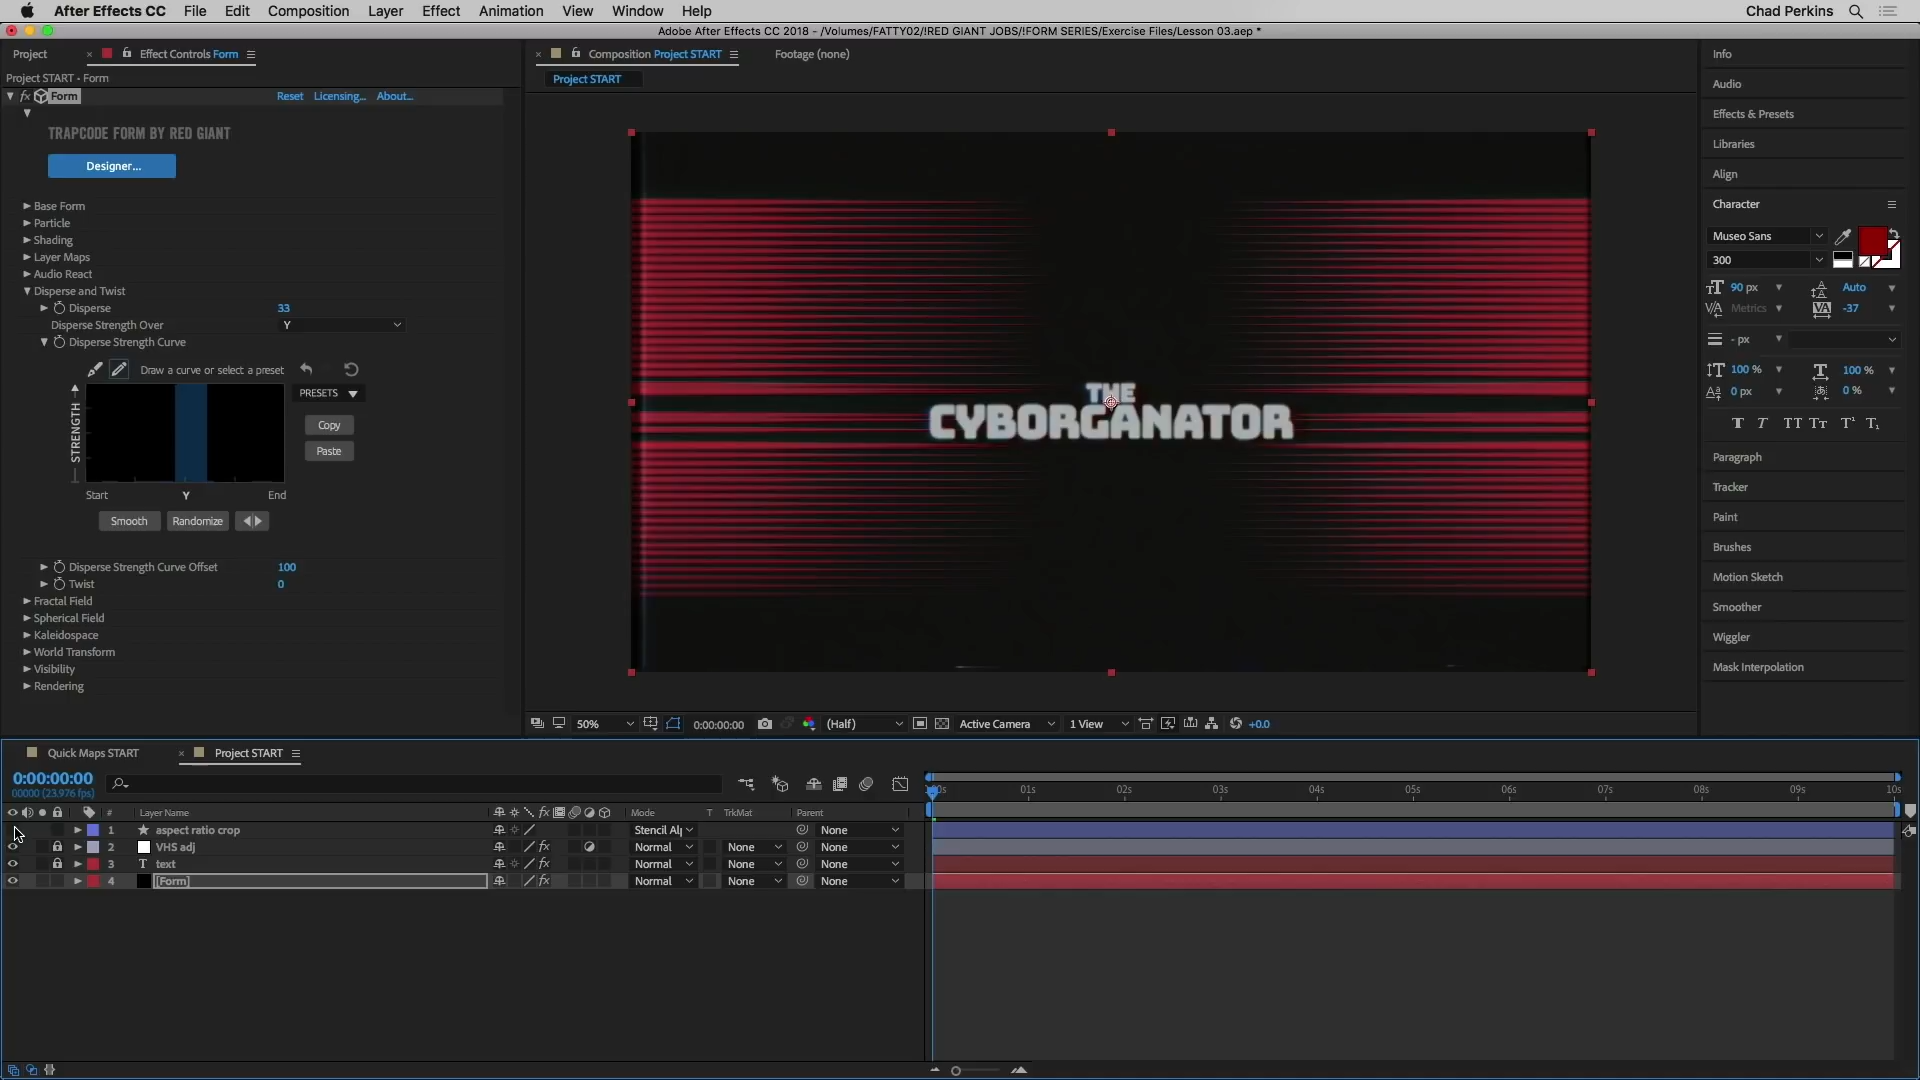 After Effects CC File Edit Composition Layer Effect Animation View Window Help Chad Perkins
Adobe After Effects CC 2018 - /Volumes/FATTY02/!RED GIANT JOBS/!FORM SERIES/Exercise Files/Lesson 03.aep *
Project × Effect Controls Form
Project START • Form
fx Form Reset Licensing... About...
TRAPCODE FORM BY RED GIANT
Designer...
Base Form
Particle
Shading
Layer Maps
Audio React
Disperse and Twist
Disperse 33
Disperse Strength Over Y
Disperse Strength Curve
Draw a curve or select a preset
PRESETS
Copy
Paste
STRENGTH
Start Y End
Smooth Randomize
Disperse Strength Curve Offset 100
Twist 0
Fractal Field
Spherical Field
Kaleidospace
World Transform
Visibility
Rendering
× Composition Project START Footage (none)
Project START
THE
CYBORGANATOR
50% 0:00:00:00 (Half) Active Camera 1 View +0.0
Info
Audio
Effects & Presets
Libraries
Align
Character
Museo Sans
300
90 px Auto
Metrics -37
- px
100 % 100 %
0 px 0 %
T T TT Tт T¹ T₁
Paragraph
Tracker
Paint
Brushes
Motion Sketch
Smoother
Wiggler
Mask Interpolation
Quick Maps START × Project START
0:00:00:00
00000 (23.976 fps)
# Layer Name fx Mode T TrkMat Parent
1 aspect ratio crop None
2 VHS adj Normal None None
3 T text fx Normal None None
4 [Form] fx Normal None None
01s 02s 03s 04s 05s 06s 07s 08s 09s 10s